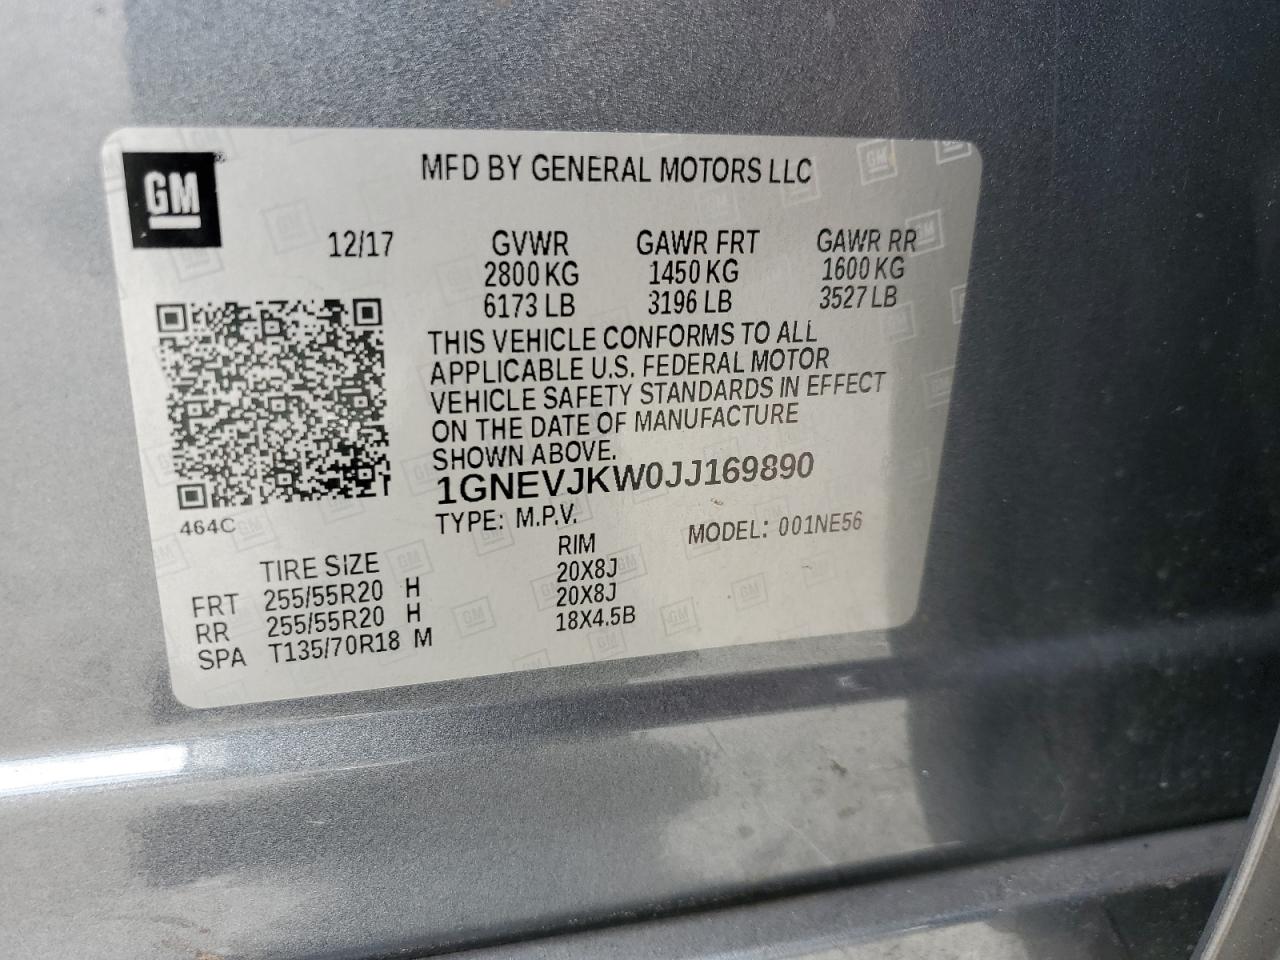 GM
MFD BY GENERAL MOTORS LLC
12/17 GVWR GAWR FRT GAWR RR
2800 KG 1450 KG 1600 KG
6173 LB 3196 LB 3527 LB
THIS VEHICLE CONFORMS TO ALL
APPLICABLE U.S. FEDERAL MOTOR
VEHICLE SAFETY STANDARDS IN EFFECT
ON THE DATE OF MANUFACTURE
SHOWN ABOVE.
1GNEVJKW0JJ169890
464C
TYPE: M.P.V. MODEL: 001NE56
TIRE SIZE RIM
FRT 255/55R20 H 20X8J
RR 255/55R20 H 20X8J
SPA T135/70R18 M 18X4.5B